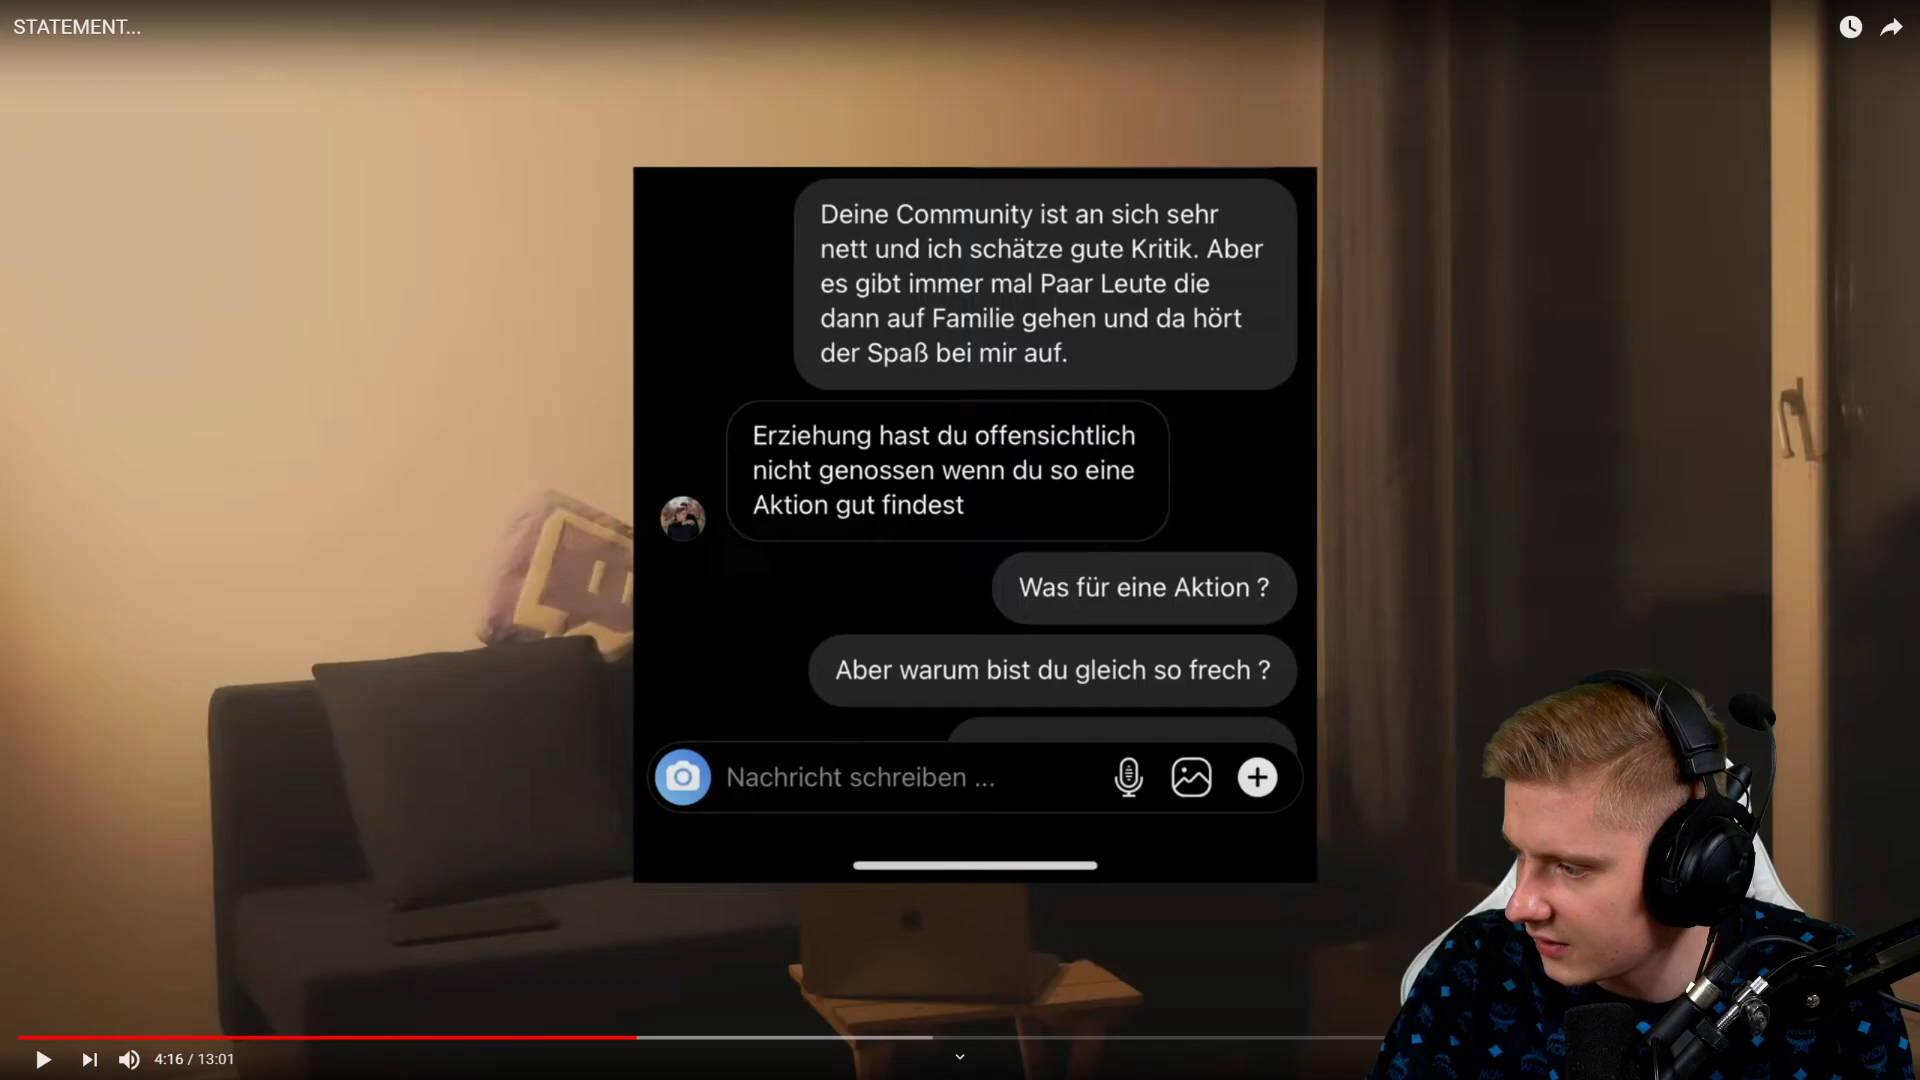 STATEMENT...
Deine Community ist an sich sehr
nett und ich schätze gute Kritik. Aber
es gibt immer mal Paar Leute die
dann auf Familie gehen und da hört
der Spaß bei mir auf.
Erziehung hast du offensichtlich
nicht genossen wenn du so eine
Aktion gut findest
Was für eine Aktion ?
Aber warum bist du gleich so frech ?
Nachricht schreiben ...
4:16 / 13:01